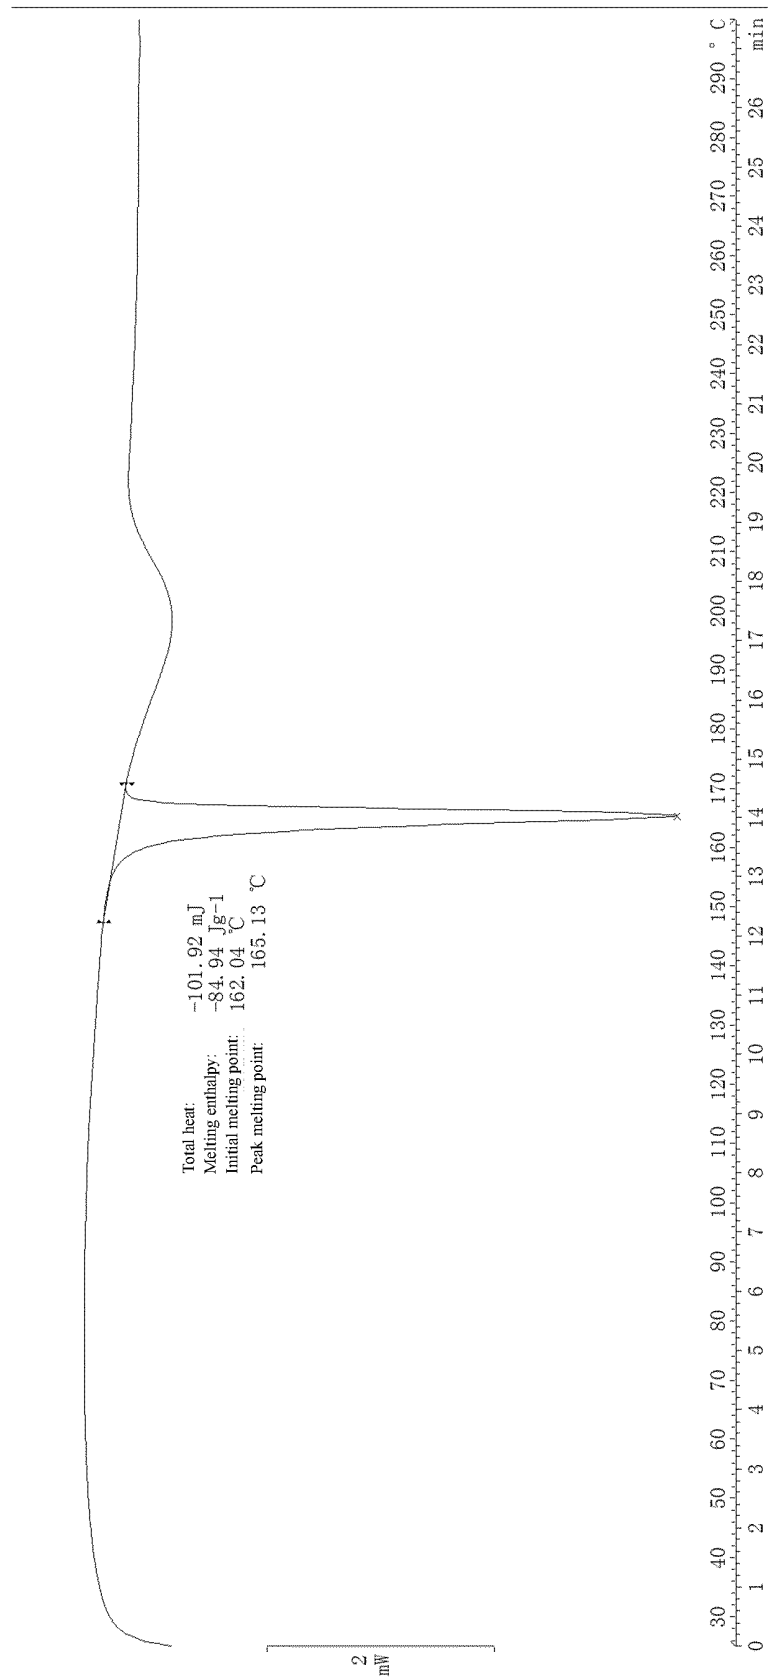 Total heat: -101.92 mJ
Melting enthalpy: -84.94 Jg-1
Initial melting point: 162.04 ℃
Peak melting point: 165.13 ℃
2
mW
30 40 50 60 70 80 90 100 110 120 130 140 150 160 170 180 190 200 210 220 230 240 250 260 270 280 290 ° C
0 1 2 3 4 5 6 7 8 9 10 11 12 13 14 15 16 17 18 19 20 21 22 23 24 25 26 min